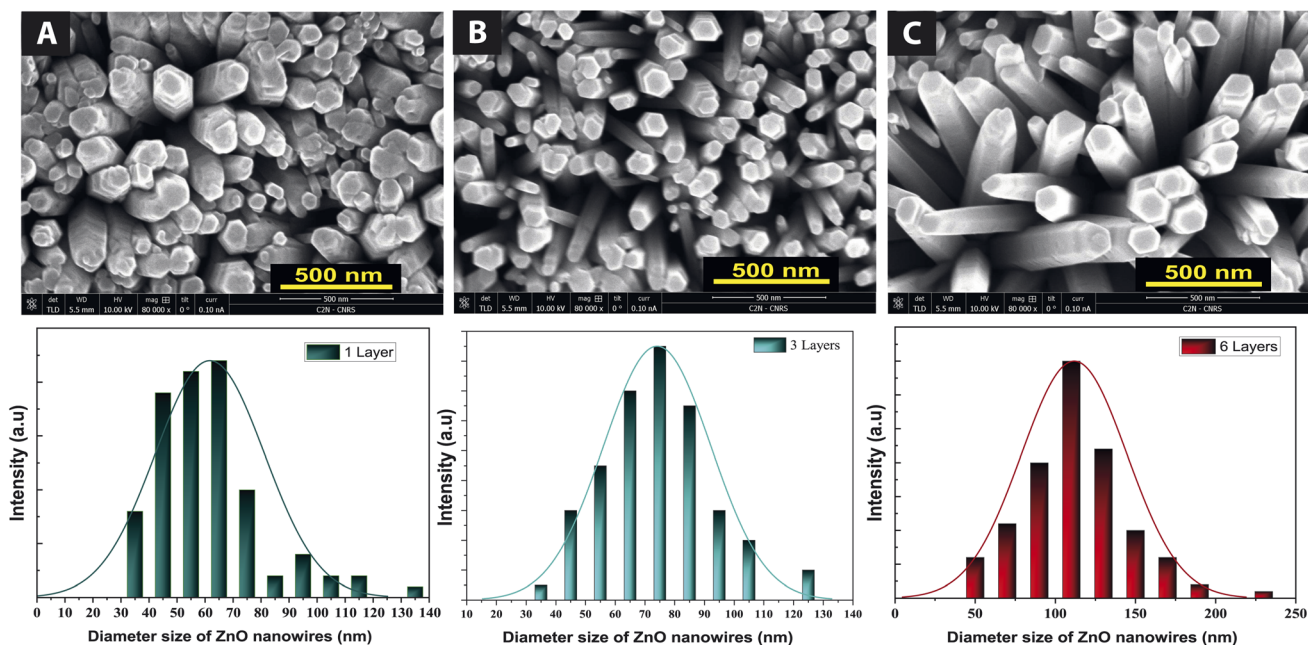 A
500 nm
det WD HV mag tilt curr 500 nm
TLD 5.5 mm 10.00 kV 80 000 x 0 ° 0.10 nA C2N - CNRS
B
500 nm
det WD HV mag tilt curr 500 nm
TLD 5.5 mm 10.00 kV 80 000 x 0 ° 0.10 nA C2N - CNRS
C
500 nm
det WD HV mag tilt curr 500 nm
TLD 5.5 mm 10.00 kV 80 000 x 0 ° 0.10 nA C2N - CNRS
1 Layer
Intensity (a.u)
0 10 20 30 40 50 60 70 80 90 100 110 120 130 140
Diameter size of ZnO nanowires (nm)
3 Layers
Intensity (a.u)
10 20 30 40 50 60 70 80 90 100 110 120 130 140
Diameter size of ZnO nanowires (nm)
6 Layers
Intensity (a.u)
0 50 100 150 200 250
Diameter size of ZnO nanowires (nm)